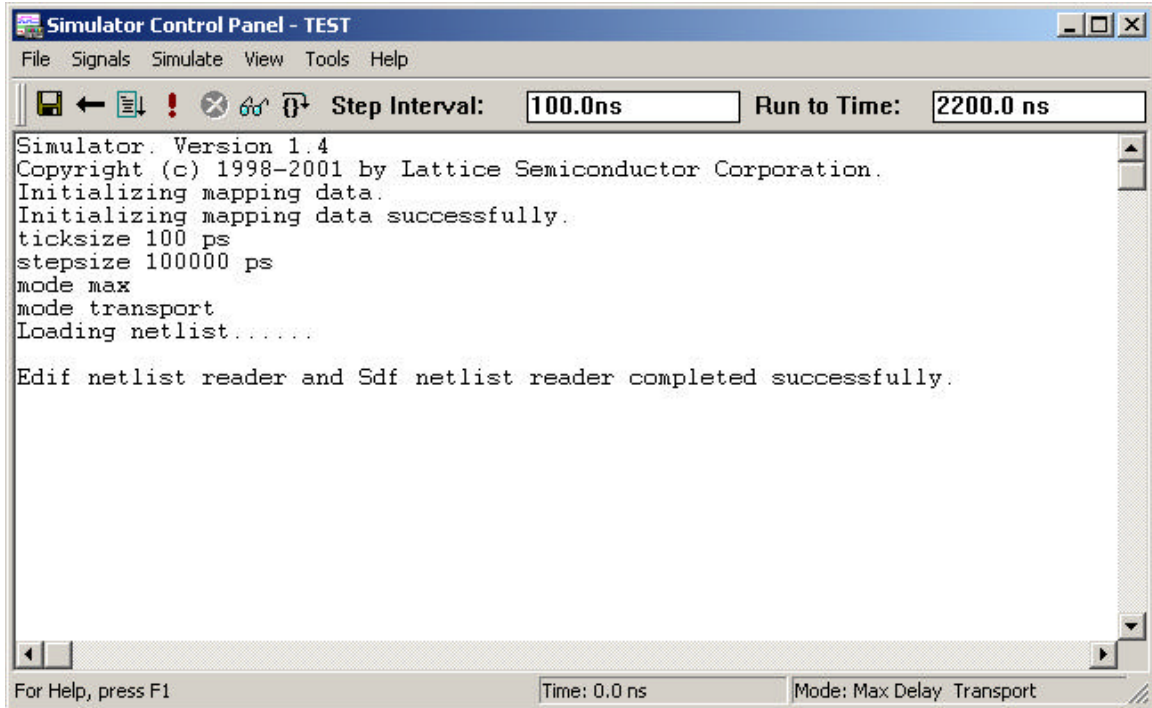 Simulator Control Panel - TEST
File Signals Simulate View Tools Help
Step Interval: 100.0ns Run to Time: 2200.0 ns
Simulator. Version 1.4
Copyright (c) 1998-2001 by Lattice Semiconductor Corporation.
Initializing mapping data.
Initializing mapping data successfully.
ticksize 100 ps
stepsize 100000 ps
mode max
mode transport
Loading netlist......
Edif netlist reader and Sdf netlist reader completed successfully.
For Help, press F1 Time: 0.0 ns Mode: Max Delay Transport